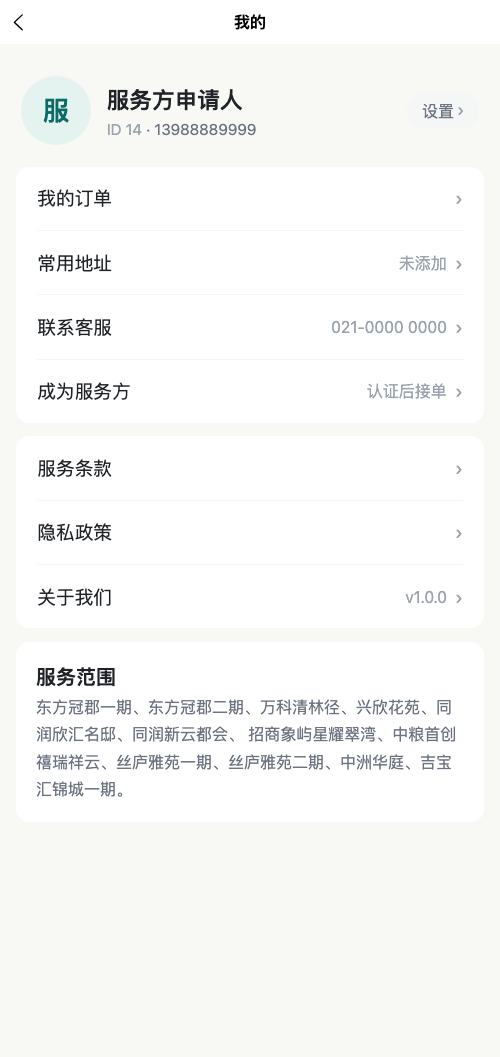 我的
服
服务方申请人
ID 14 · 13988889999
设置 ›
我的订单 ›
常用地址 未添加 ›
联系客服 021-0000 0000 ›
成为服务方 认证后接单 ›
服务条款 ›
隐私政策 ›
关于我们 v1.0.0 ›
服务范围
东方冠郡一期、东方冠郡二期、万科清林径、兴欣花苑、同
润欣汇名邸、同润新云都会、 招商象屿星耀翠湾、中粮首创
禧瑞祥云、丝庐雅苑一期、丝庐雅苑二期、中洲华庭、吉宝
汇锦城一期。